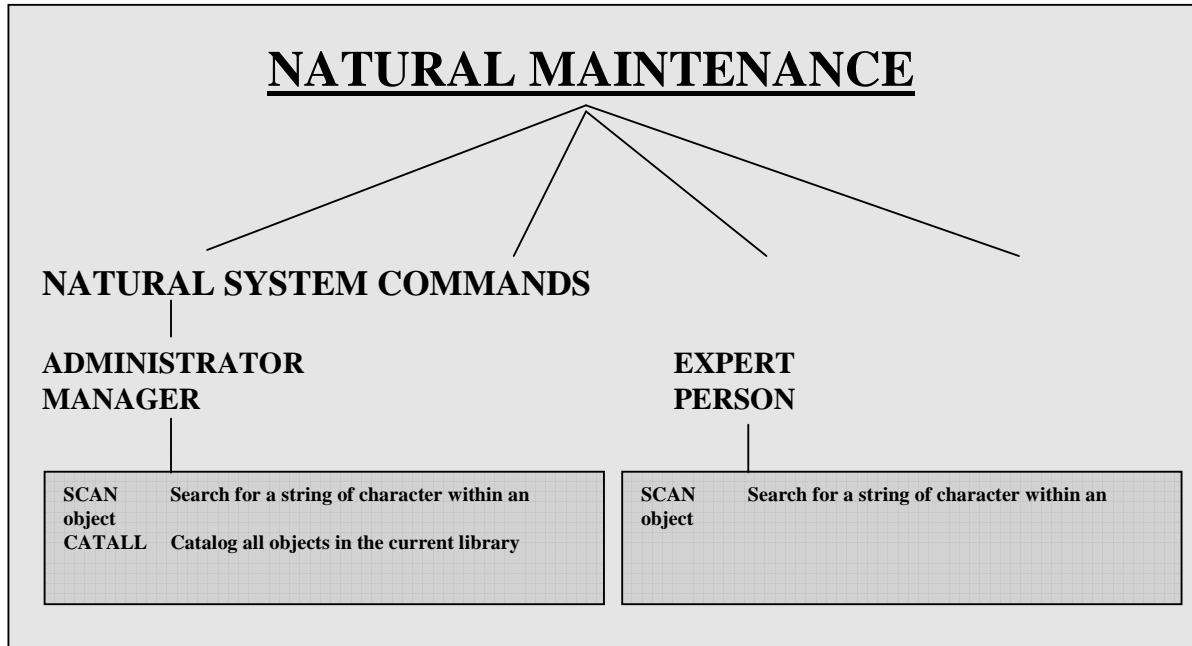 NATURAL MAINTENANCE
NATURAL SYSTEM COMMANDS
ADMINISTRATOR
MANAGER
SCAN Search for a string of character within an
object
CATALL Catalog all objects in the current library
EXPERT
PERSON
SCAN Search for a string of character within an
object